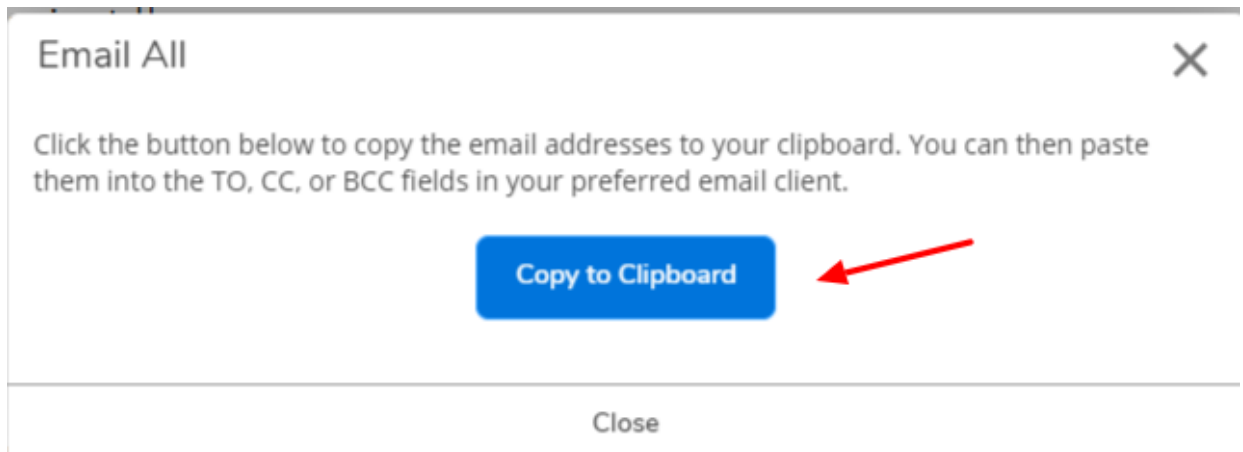 Email All
Click the button below to copy the email addresses to your clipboard. You can then paste
them into the TO, CC, or BCC fields in your preferred email client.
Copy to Clipboard
Close